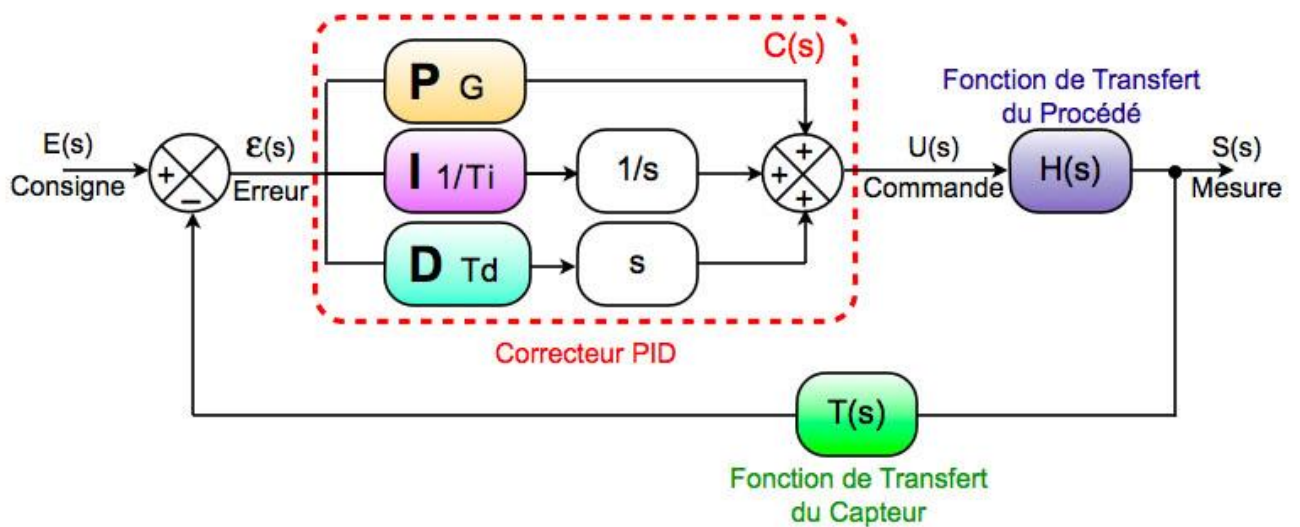 C(s)
P G
Fonction de Transfert
du Procédé
E(s)
Consigne
+
−
ε(s)
Erreur
I 1/Ti
1/s
+
+
+
U(s)
Commande
H(s)
S(s)
Mesure
D Td
s
Correcteur PID
T(s)
Fonction de Transfert
du Capteur